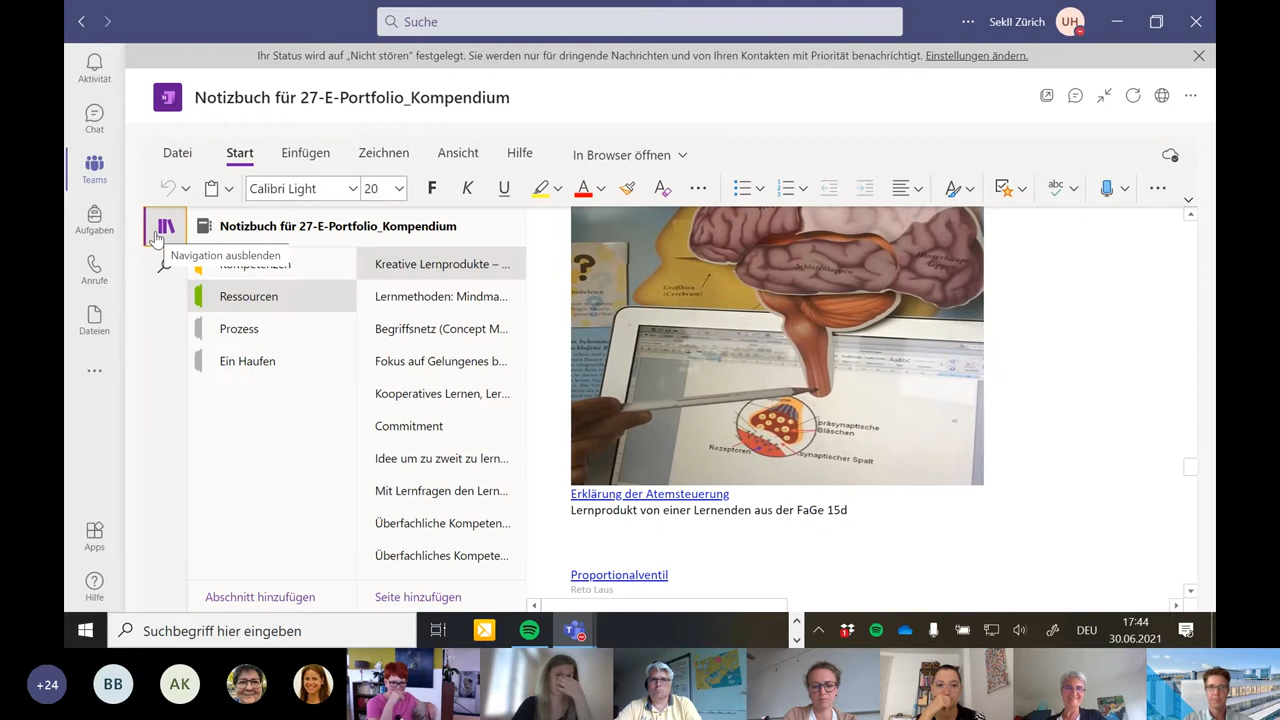 Suche
SekII Zürich
UH
Ihr Status wird auf „Nicht stören" festgelegt. Sie werden nur für dringende Nachrichten und von Ihren Kontakten mit Priorität benachrichtigt. Einstellungen ändern.
Aktivität
Chat
Teams
Aufgaben
Anrufe
Dateien
Apps
Hilfe
Notizbuch für 27-E-Portfolio_Kompendium
Datei
Start
Einfügen
Zeichnen
Ansicht
Hilfe
In Browser öffnen
Calibri Light
20
F
K
U
A
abc
Notizbuch für 27-E-Portfolio_Kompendium
Navigation ausblenden
Kompetenzen
Ressourcen
Prozess
Ein Haufen
Abschnitt hinzufügen
Kreative Lernprodukte – ...
Lernmethoden: Mindma...
Begriffsnetz (Concept M...
Fokus auf Gelungenes b...
Kooperatives Lernen, Ler...
Commitment
Idee um zu zweit zu lern...
Mit Lernfragen den Lern...
Überfachliche Kompeten...
Überfachliches Kompete...
Seite hinzufügen
Schläfenlappen
Großhirn
(Cerebrum)
AaBbC
präsynaptische
Bläschen
Rezeptoren
synaptischer Spalt
Erklärung der Atemsteuerung
Lernprodukt von einer Lernenden aus der FaGe 15d
Proportionalventil
Reto Laus
Suchbegriff hier eingeben
DEU
17:44
30.06.2021
+24
BB
AK